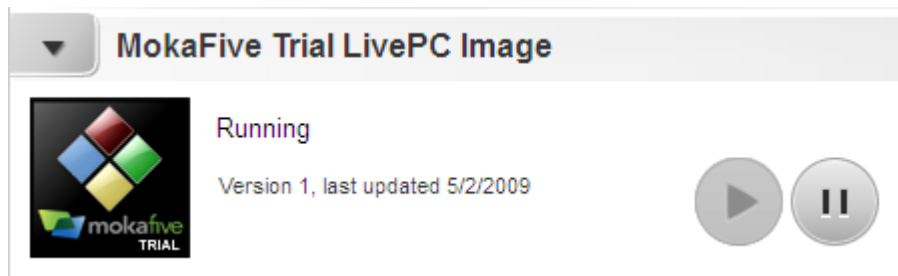 MokaFive Trial LivePC Image
Running
Version 1, last updated 5/2/2009
mokafive
TRIAL